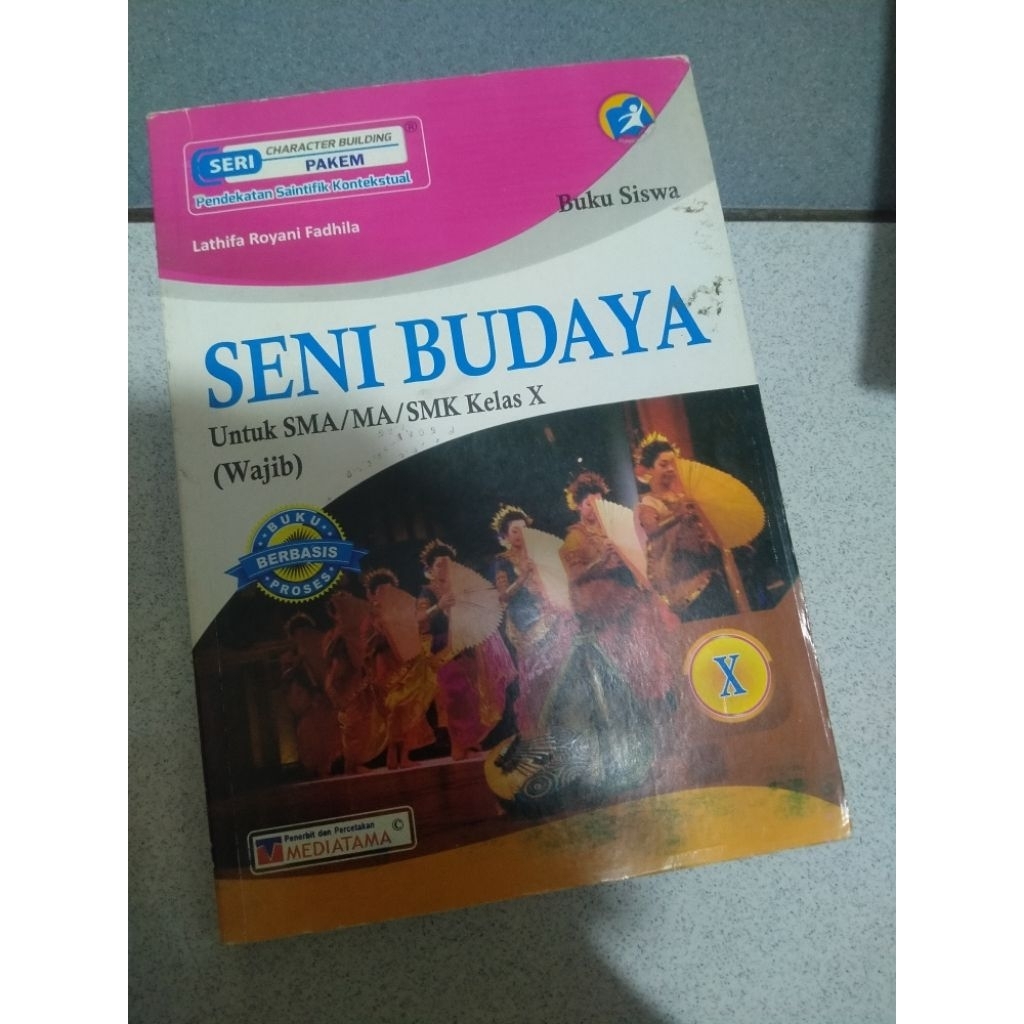 SERI
CHARACTER BUILDING
PAKEM
®
Pendekatan Saintifik Kontekstual
Lathifa Royani Fadhila
Buku Siswa
SENI BUDAYA
Untuk SMA/MA/SMK Kelas X
(Wajib)
BUKU
BERBASIS
PROSES
X
Penerbit dan Percetakan ©
MEDIATAMA